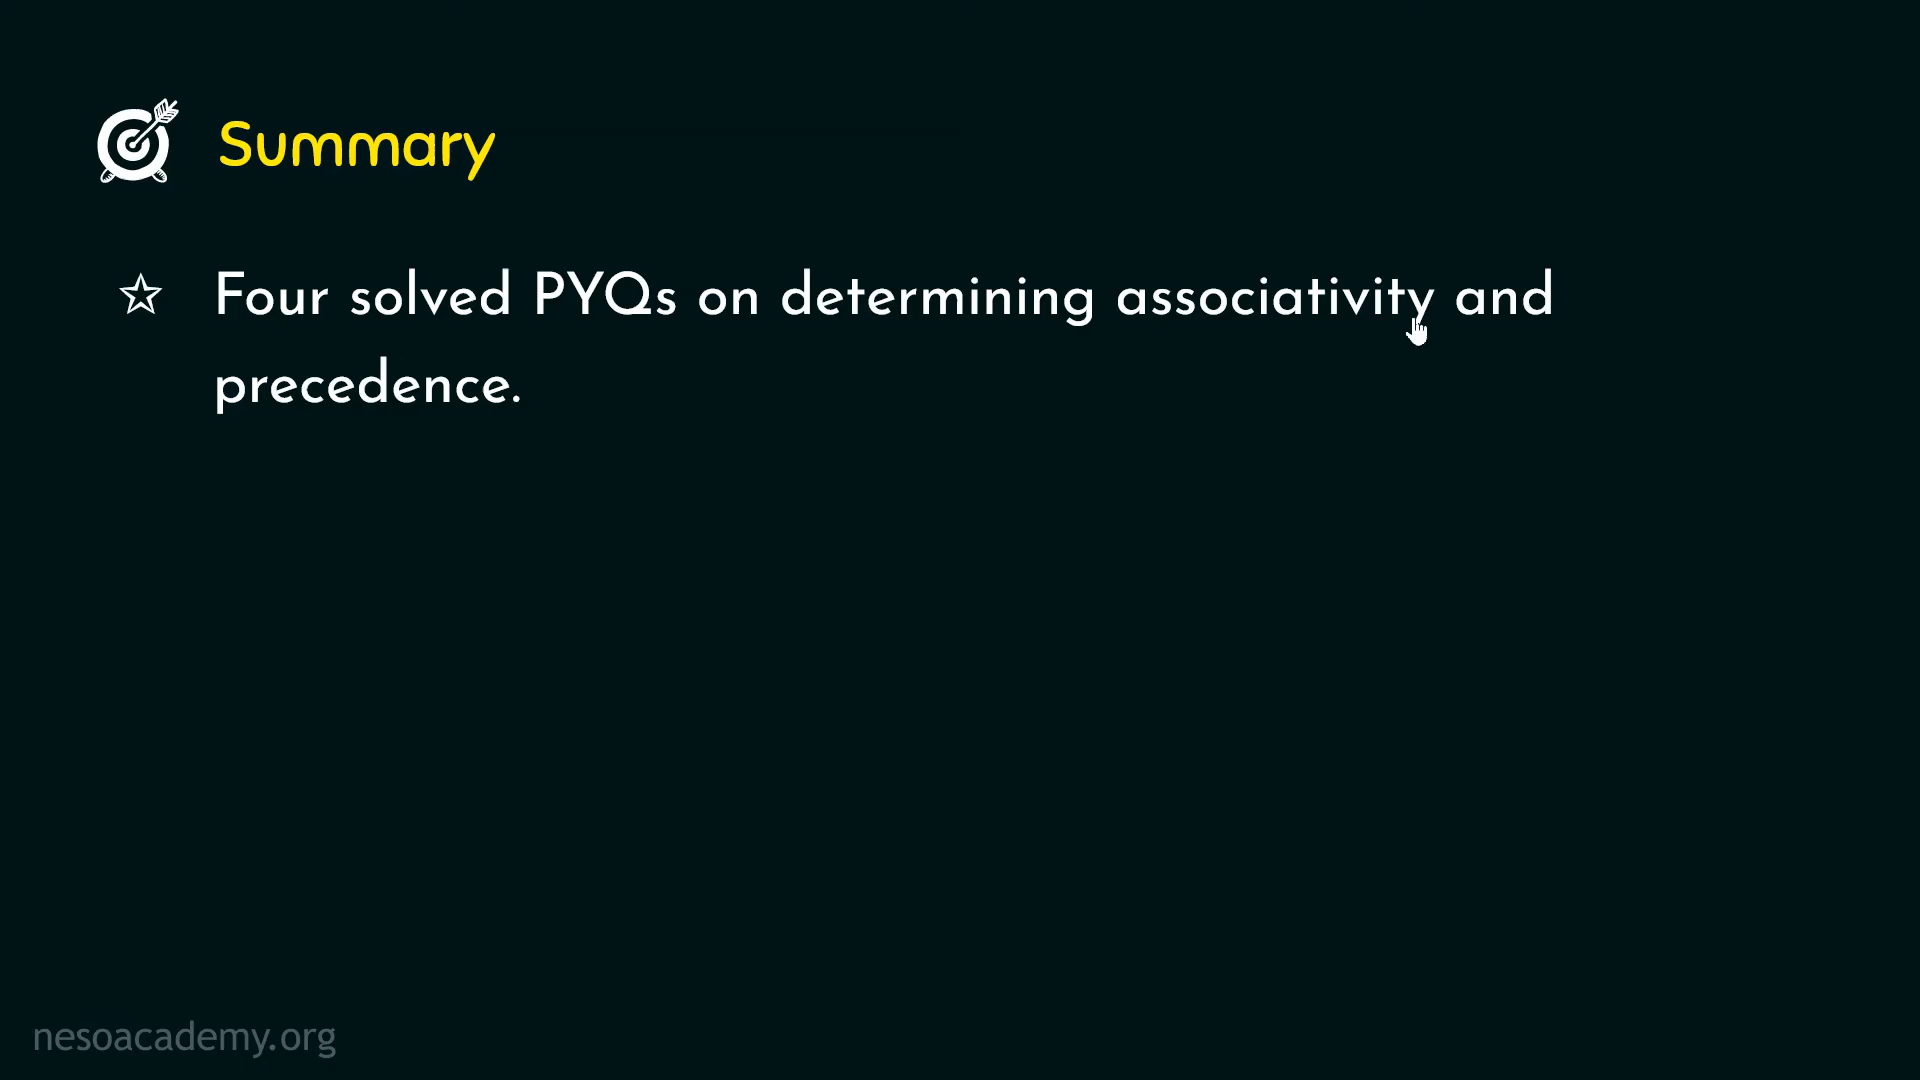 Summary
☆ Four solved PYQs on determining associativity and
precedence.
nesoacademy.org